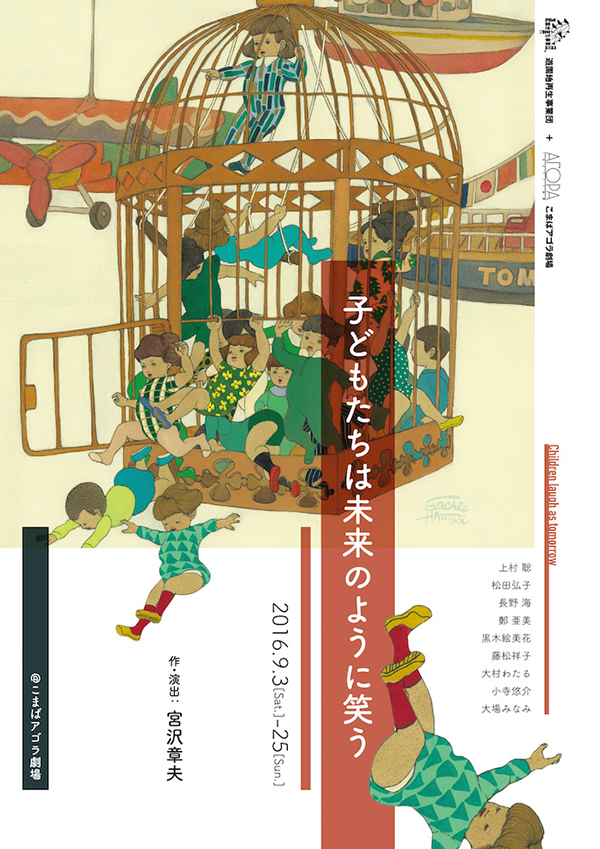 遊園地再生事業団
+
AГOPA
こまばアゴラ劇場
TOM
子どもたちは未来のように笑う
Children laugh as tomorrow
上村 聡
松田弘子
長野 海
鄭 亜美
黒木絵美花
藤松祥子
大村わたる
小寺悠介
大場みなみ
2016.9.3[Sat.]-25[Sun.]
作・演出：宮沢章夫
@こまばアゴラ劇場